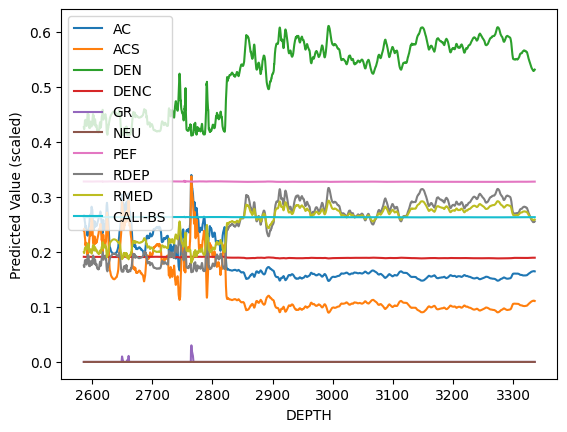 0.6
0.5
0.4
0.3
0.2
0.1
0.0
Predicted Value (scaled)
AC
ACS
DEN
DENC
GR
NEU
PEF
RDEP
RMED
CALI-BS
2600 2700 2800 2900 3000 3100 3200 3300
DEPTH